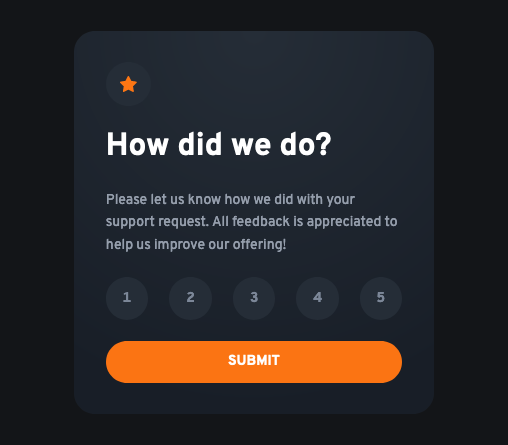 How did we do?
Please let us know how we did with your
support request. All feedback is appreciated to
help us improve our offering!
1 2 3 4 5
SUBMIT